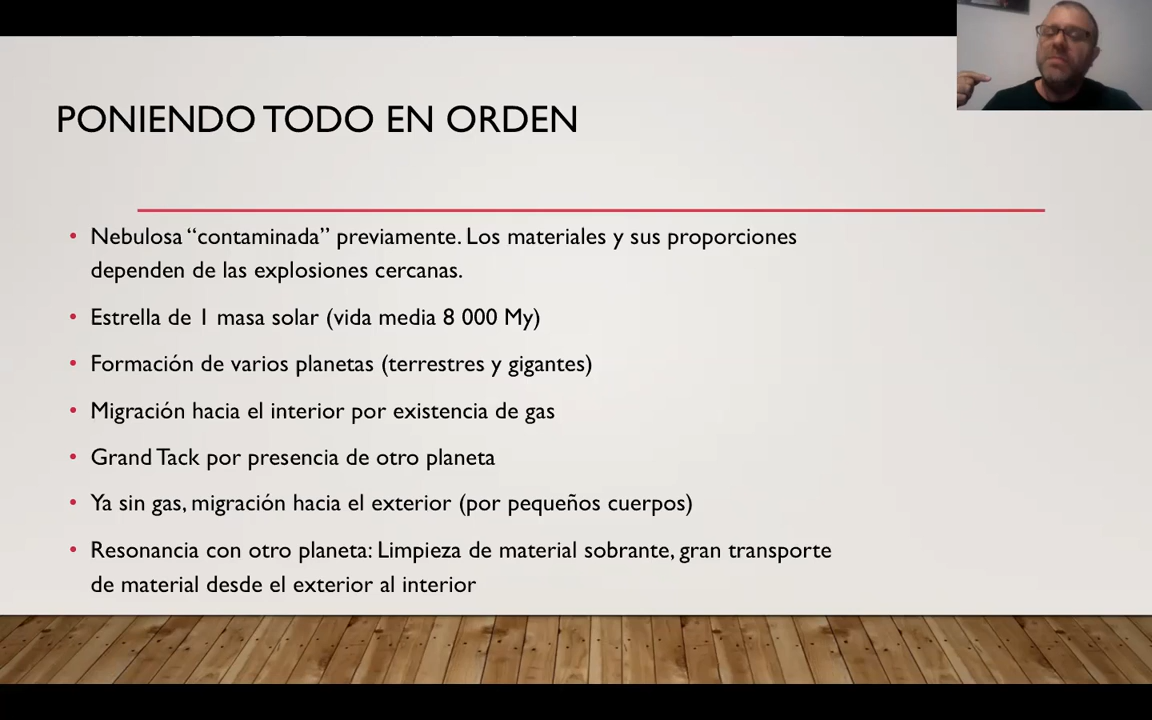 PONIENDO TODO EN ORDEN
• Nebulosa “contaminada” previamente. Los materiales y sus proporciones
dependen de las explosiones cercanas.
• Estrella de 1 masa solar (vida media 8 000 My)
• Formación de varios planetas (terrestres y gigantes)
• Migración hacia el interior por existencia de gas
• Grand Tack por presencia de otro planeta
• Ya sin gas, migración hacia el exterior (por pequeños cuerpos)
• Resonancia con otro planeta: Limpieza de material sobrante, gran transporte
de material desde el exterior al interior